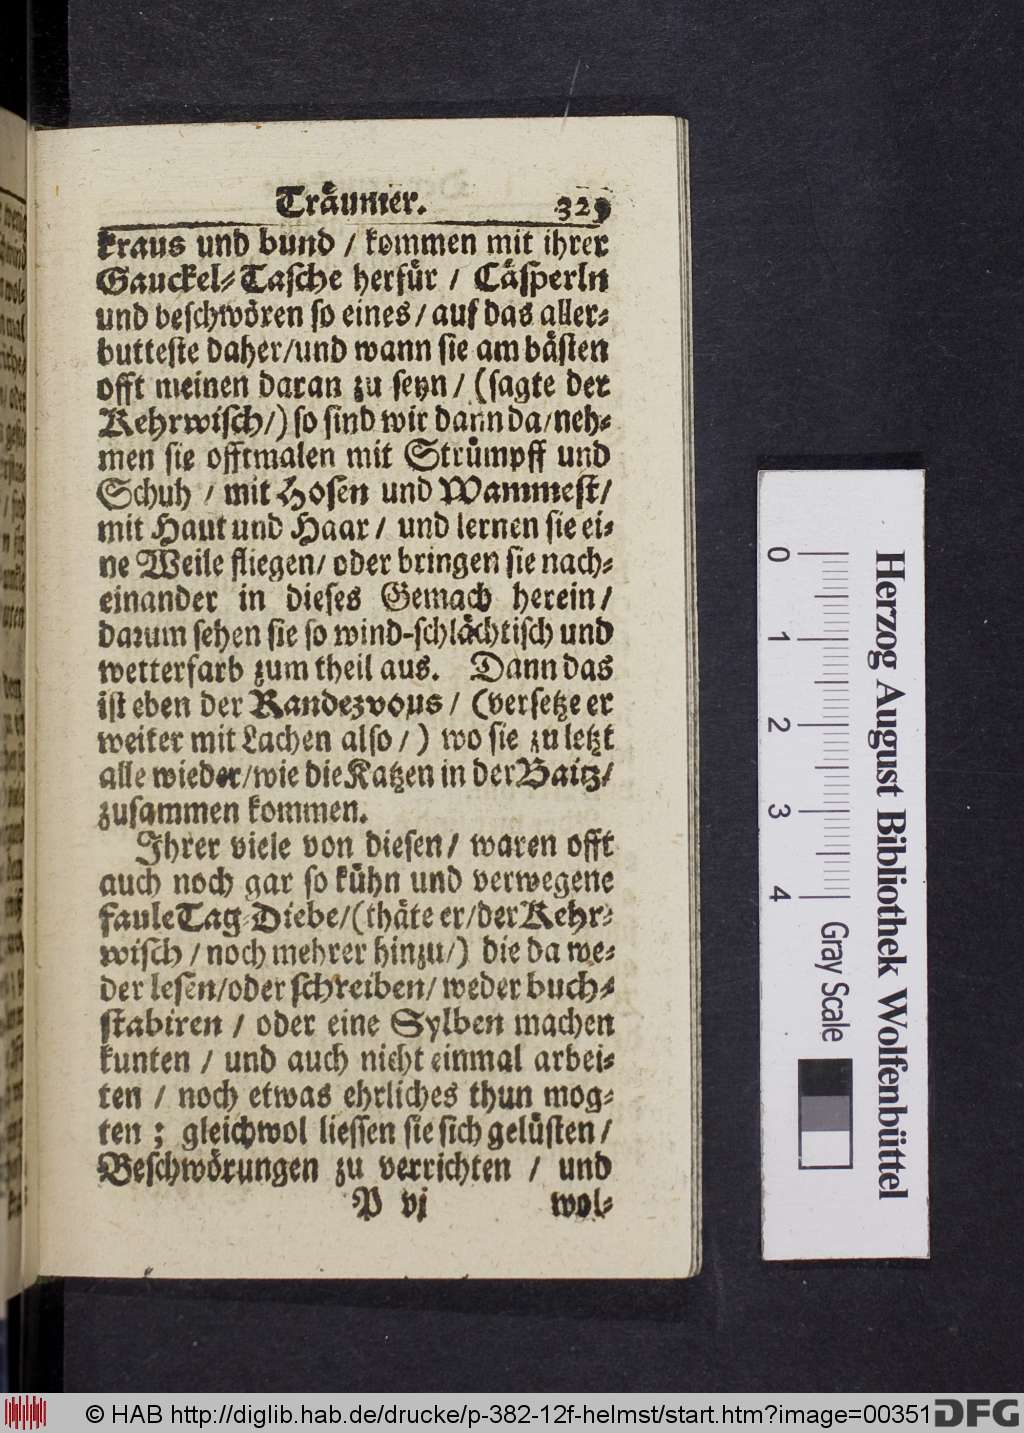 Träumer. 329
kraus und bund / kommen mit ihrer
Gauckel-Tasche herfür / Cäsperln
und beschwören so eines / auf das aller-
butteste daher/und wann sie am bästen
offt meinen daran zu seyn / (sagte der
Kehrwisch/) so sind wir dann da/neh-
men sie offtmalen mit Strümpff und
Schuh / mit Hosen und Wammest/
mit Haut und Haar / und lernen sie ei-
ne Weile fliegen/ oder bringen sie nach-
einander in dieses Gemach herein/
darum sehen sie so wind-schlächtisch und
wetterfarb zum theil aus. Dann das
ist eben der Randezvous / (versetze er
weiter mit Lachen also/) wo sie zu letzt
alle wieder/wie die Katzen in der Baitz/
zusammen kommen.
Ihrer viele von diesen/ waren offt
auch noch gar so kühn und verwegene
faule Tag-Diebe/(thäte er/der Kehr-
wisch / noch mehrer hinzu/) die da we-
der lesen/oder schreiben/ weder buch-
stabiren / oder eine Sylben machen
kunten / und auch nicht einmal arbei-
ten / noch etwas ehrliches thun mog-
ten ; gleichwol liessen sie sich gelüsten /
Beschwörungen zu verrichten / und
P vj wol-
Herzog August Bibliothek Wolfenbüttel
0 1 2 3 4 Gray Scale
© HAB http://diglib.hab.de/drucke/p-382-12f-helmst/start.htm?image=00351 DFG